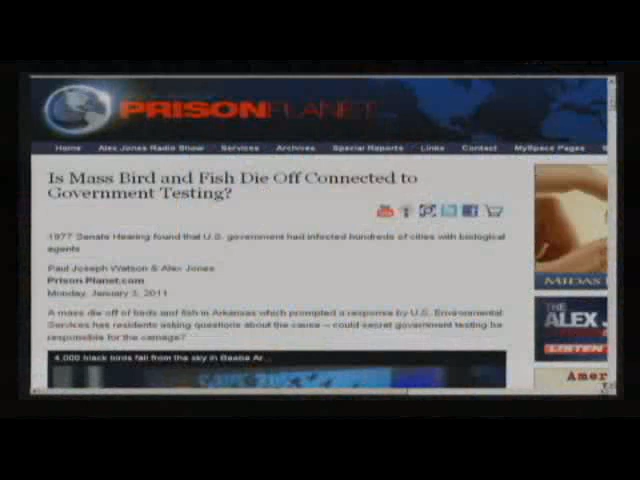 PRISONPLANET
Home Alex Jones Radio Show Services Archives Special Reports Links Contact MySpace Pages
Is Mass Bird and Fish Die Off Connected to
Government Testing?
1977 Senate Hearing found that U.S. government had infected hundreds of cities with biological
agents
Paul Joseph Watson & Alex Jones
Prison Planet.com
Monday, January 3, 2011
A mass die off of birds and fish in Arkansas which prompted a response by U.S. Environmental
Services has residents asking questions about the cause – could secret government testing be
responsible for the carnage?
4,000 black birds fall from the sky in Beebe Ar...
MIDAS
THE
ALEX J
LISTEN
Amer